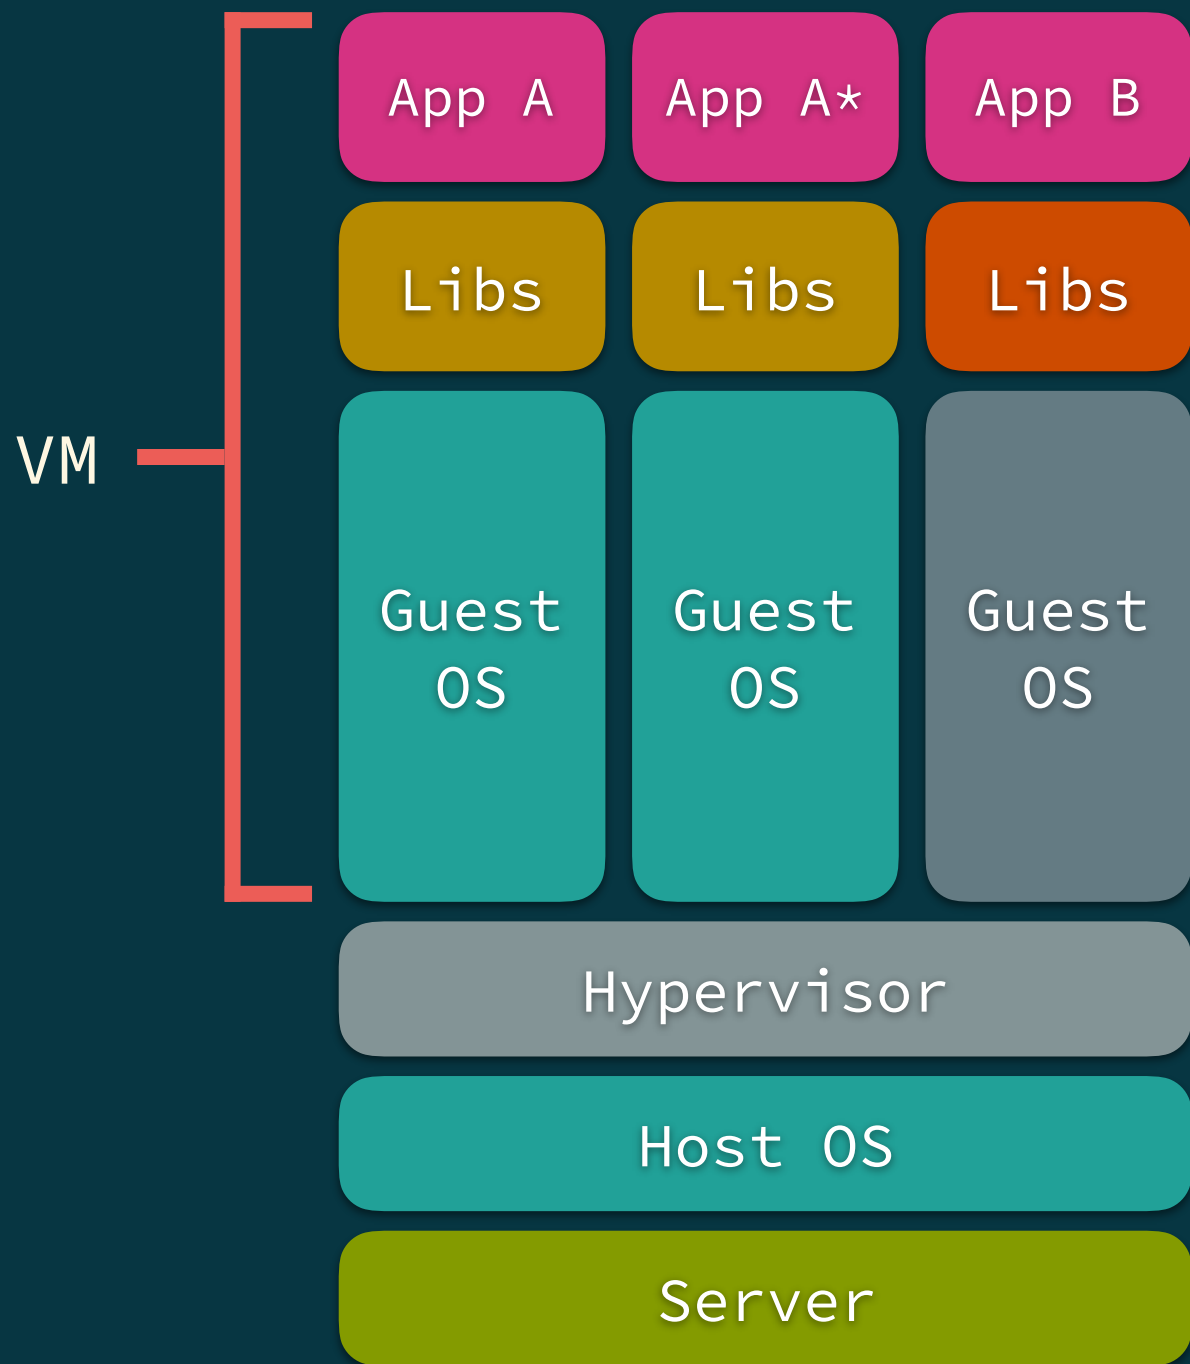 App A
App A*
App B
Libs
Libs
Libs
VM
Guest
OS
Guest
OS
Guest
OS
Hypervisor
Host OS
Server